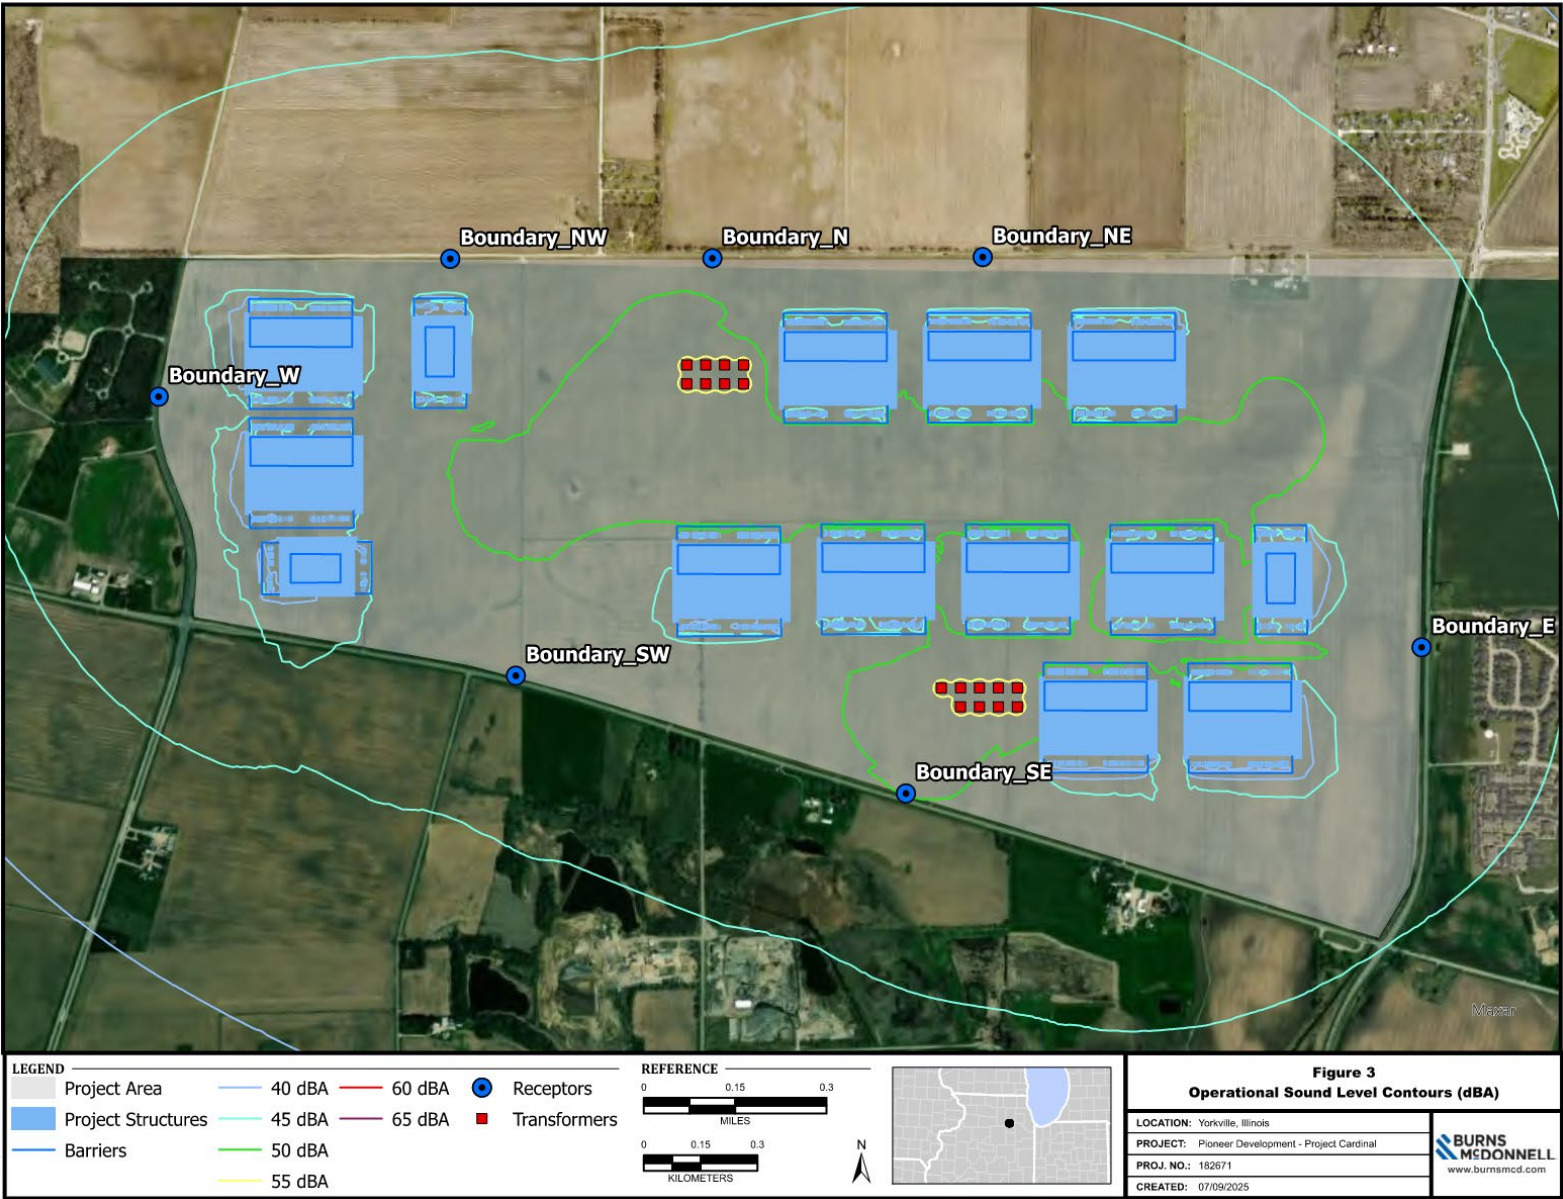 Boundary_NW
Boundary_N
Boundary_NE
Boundary_W
Boundary_SW
Boundary_E
Boundary_SE
Maxar
LEGEND
Project Area
Project Structures
Barriers
40 dBA
45 dBA
50 dBA
55 dBA
60 dBA
65 dBA
Receptors
Transformers
REFERENCE
0 0.15 0.3
MILES
0 0.15 0.3
KILOMETERS
N
Figure 3
Operational Sound Level Contours (dBA)
LOCATION: Yorkville, Illinois
PROJECT: Pioneer Development - Project Cardinal
PROJ. NO.: 182671
CREATED: 07/09/2025
BURNS
McDONNELL
www.burnsmcd.com